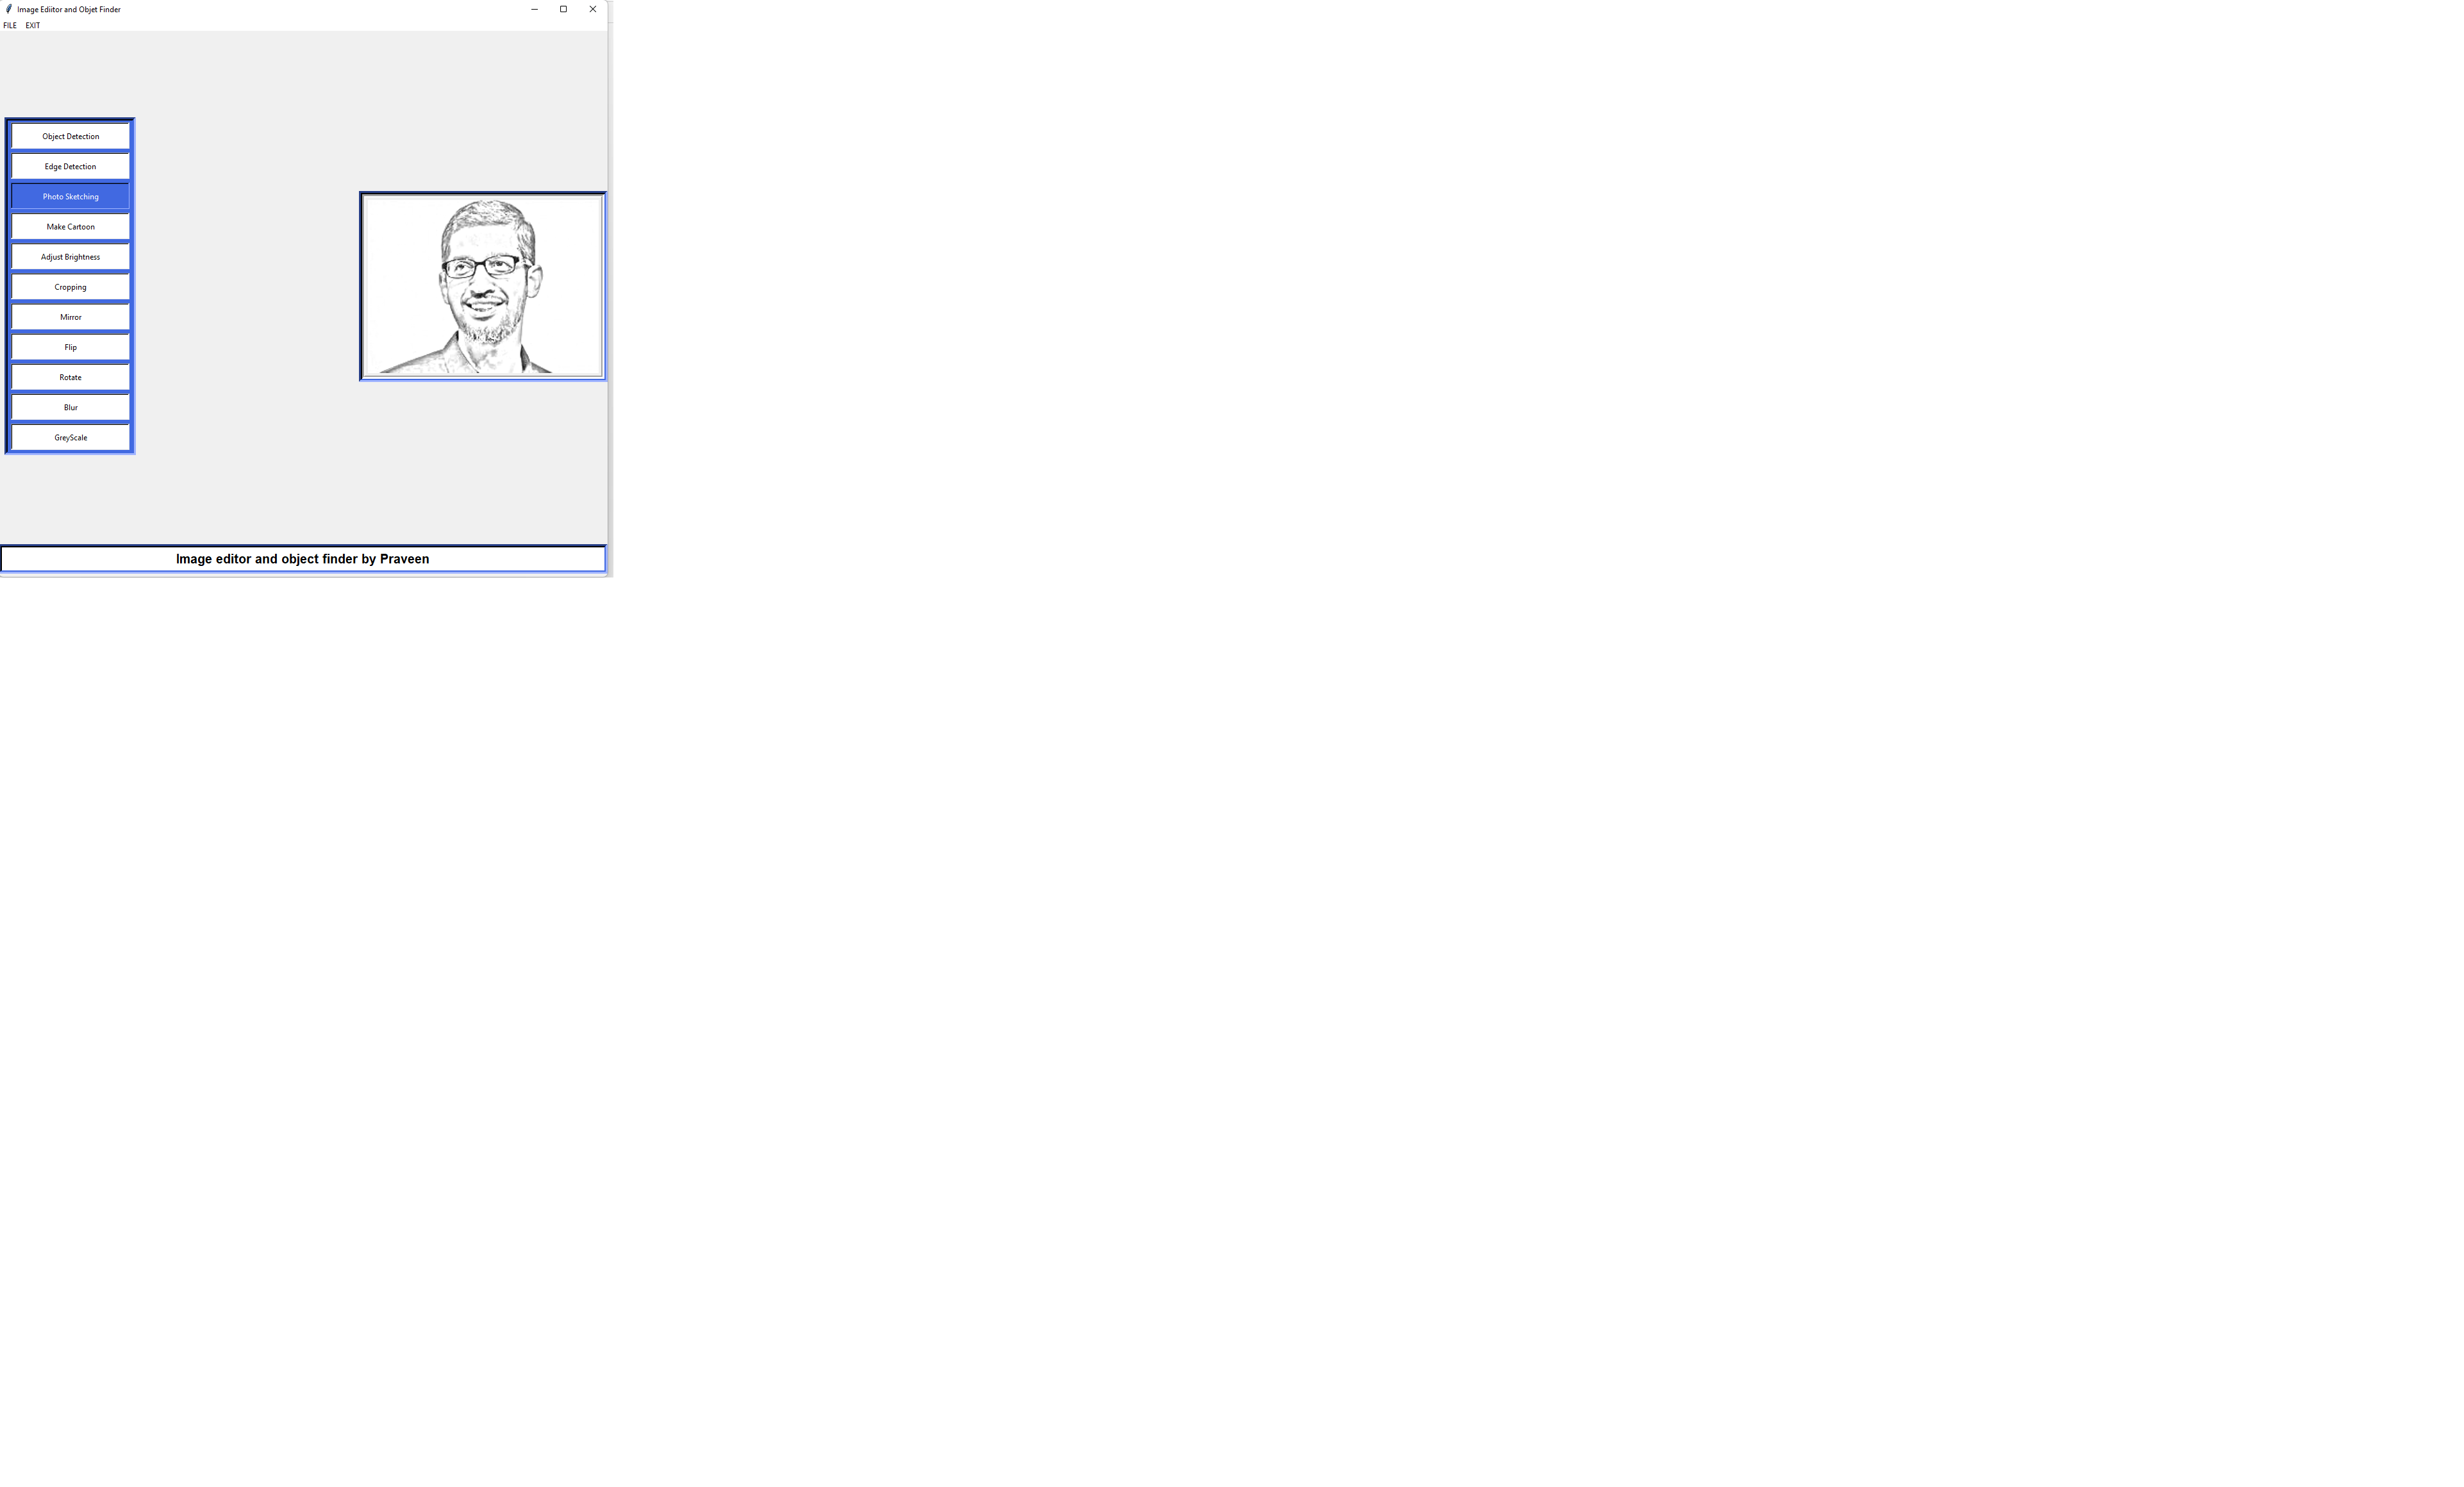 Image Ediitor and Objet Finder
FILE EXIT
Object Detection
Edge Detection
Photo Sketching
Make Cartoon
Adjust Brightness
Cropping
Mirror
Flip
Rotate
Blur
GreyScale
Image editor and object finder by Praveen